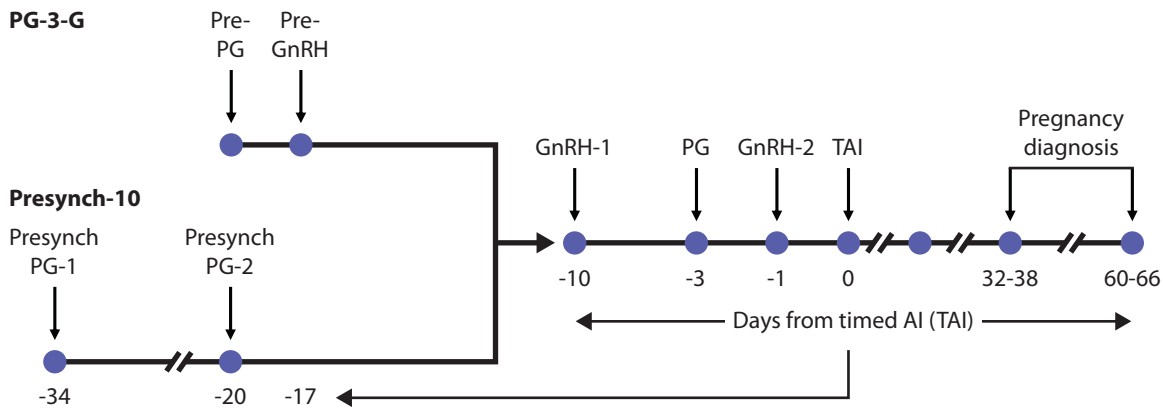 PG-3-G
Pre-
PG
Pre-
GnRH
Presynch-10
Presynch
PG-1
Presynch
PG-2
GnRH-1
PG
GnRH-2
TAI
Pregnancy
diagnosis
-10
-3
-1
0
32-38
60-66
Days from timed AI (TAI)
-34
-20
-17